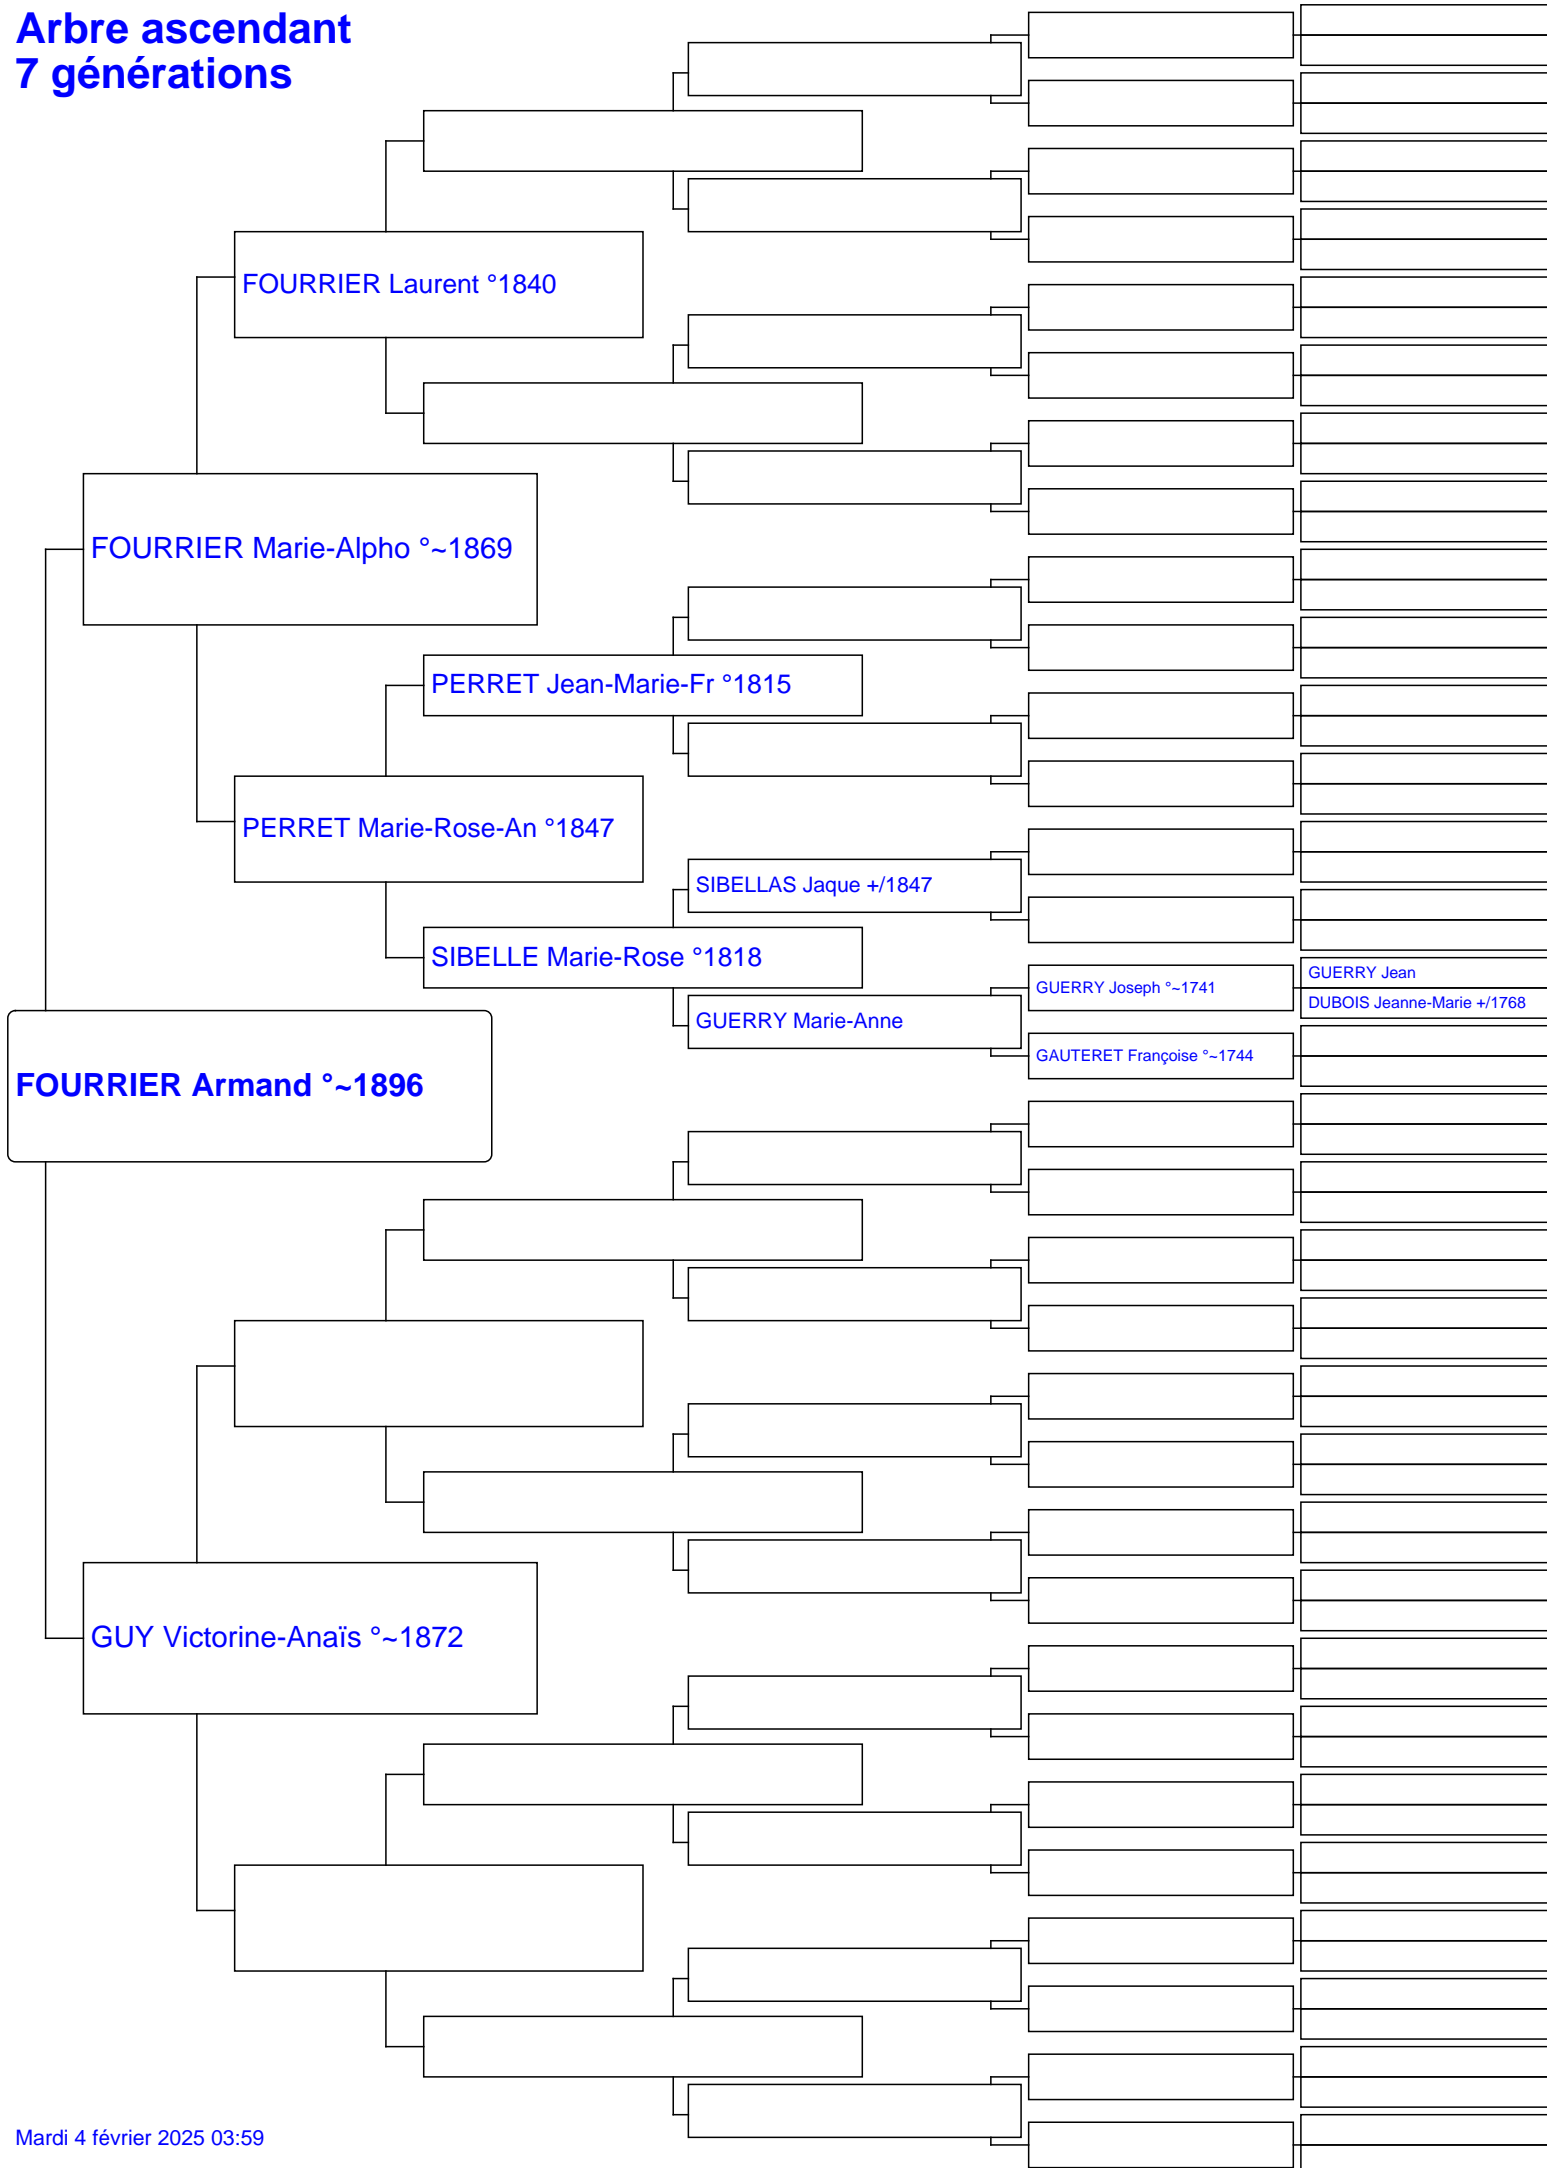 Arbre ascendant
7 générations
FOURRIER Laurent °1840
FOURRIER Marie-Alpho °~1869
PERRET Jean-Marie-Fr °1815
PERRET Marie-Rose-An °1847
SIBELLAS Jaque +/1847
SIBELLE Marie-Rose °1818
GUERRY Jean
GUERRY Joseph °~1741
DUBOIS Jeanne-Marie +/1768
GUERRY Marie-Anne
GAUTERET Françoise °~1744
FOURRIER Armand °~1896
GUY Victorine-Anaïs °~1872
Mardi 4 février 2025 03:59